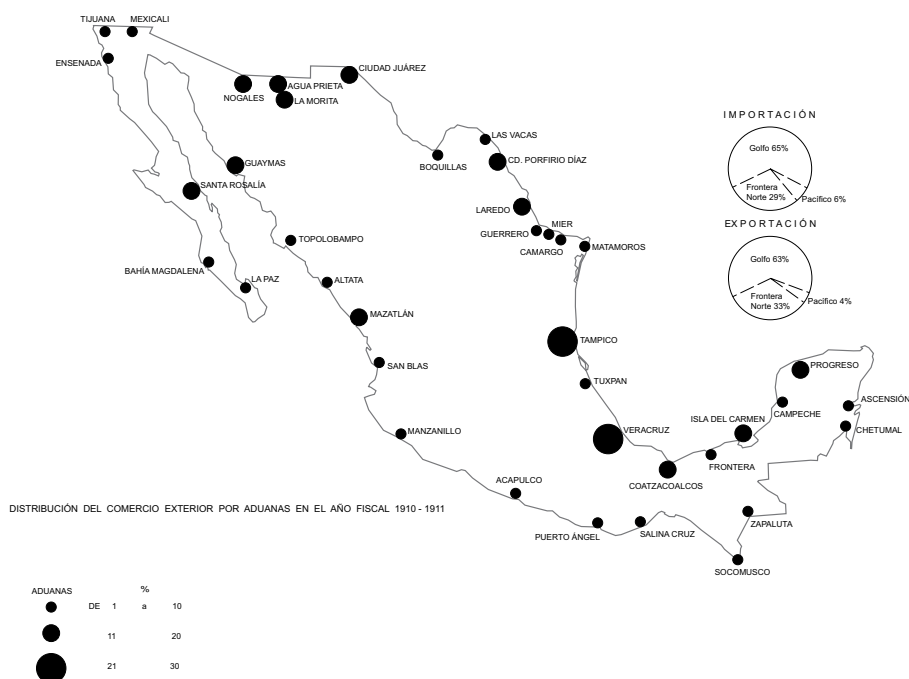 TIJUANA
MEXICALI
ENSENADA
CIUDAD JUÁREZ
NOGALES
AGUA PRIETA
LA MORITA
LAS VACAS
BOQUILLAS
CD. PORFIRIO DÍAZ
GUAYMAS
SANTA ROSALÍA
LAREDO
GUERRERO
MIER
CAMARGO
MATAMOROS
TOPOLOBAMPO
BAHÍA MAGDALENA
LA PAZ
ALTATA
MAZATLÁN
TAMPICO
SAN BLAS
TUXPAN
PROGRESO
CAMPECHE
ASCENSIÓN
CHETUMAL
ISLA DEL CARMEN
VERACRUZ
MANZANILLO
FRONTERA
COATZACOALCOS
ACAPULCO
PUERTO ÁNGEL
SALINA CRUZ
ZAPALUTA
SOCOMUSCO
IMPORTACIÓN
Golfo 65%
Frontera
Norte 29%
Pacífico 6%
EXPORTACIÓN
Golfo 63%
Frontera
Norte 33%
Pacífico 4%
DISTRIBUCIÓN DEL COMERCIO EXTERIOR POR ADUANAS EN EL AÑO FISCAL 1910 - 1911
ADUANAS %
DE 1 a 10
11 20
21 30